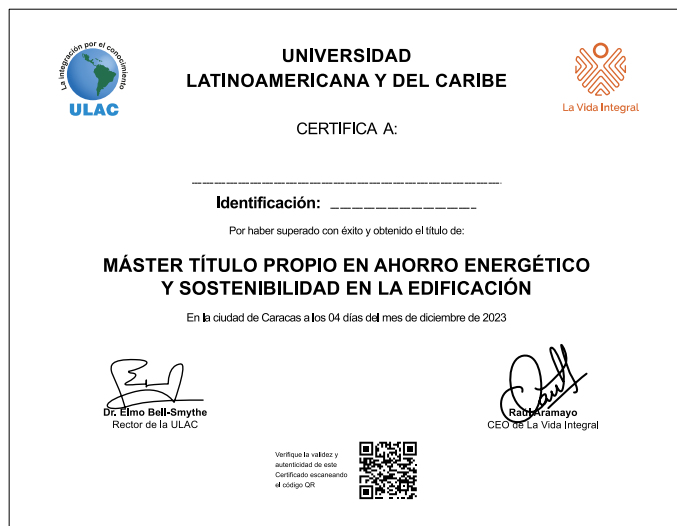 La integración por el conocimiento
ULAC
UNIVERSIDAD
LATINOAMERICANA Y DEL CARIBE
La Vida Integral
CERTIFICA A:
Identificación:
Por haber superado con éxito y obtenido el título de:
MÁSTER TÍTULO PROPIO EN AHORRO ENERGÉTICO
Y SOSTENIBILIDAD EN LA EDIFICACIÓN
En la ciudad de Caracas a los 04 días del mes de diciembre de 2023
Dr. Elmo Bell-Smythe
Rector de la ULAC
Raúl Aramayo
CEO de La Vida Integral
Verifique la validez y
autenticidad de este
Certificado escaneando
el código QR